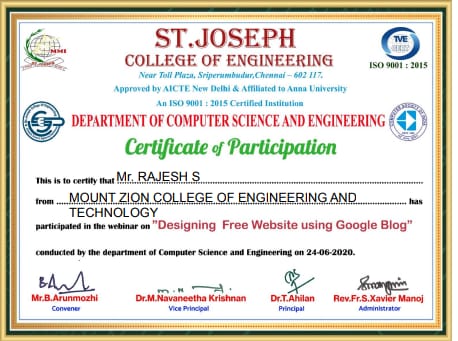 MMI
ST.JOSEPH
COLLEGE OF ENGINEERING
Near Toll Plaza, Sriperumbudur,Chennai – 602 117.
Approved by AICTE New Delhi & Affiliated to Anna University
An ISO 9001 : 2015 Certified Institution
TVE
CERT
ISO 9001 : 2015
DEPARTMENT OF COMPUTER SCIENCE AND ENGINEERING
Certificate of Participation
This is to certify that Mr. RAJESH S
from MOUNT ZION COLLEGE OF ENGINEERING AND has
TECHNOLOGY
participated in the webinar on "Designing Free Website using Google Blog"
conducted by the department of Computer Science and Engineering on 24-06-2020.
Mr.B.Arunmozhi
Convener
Dr.M.Navaneetha Krishnan
Vice Principal
Dr.T.Ahilan
Principal
Rev.Fr.S.Xavier Manoj
Administrator